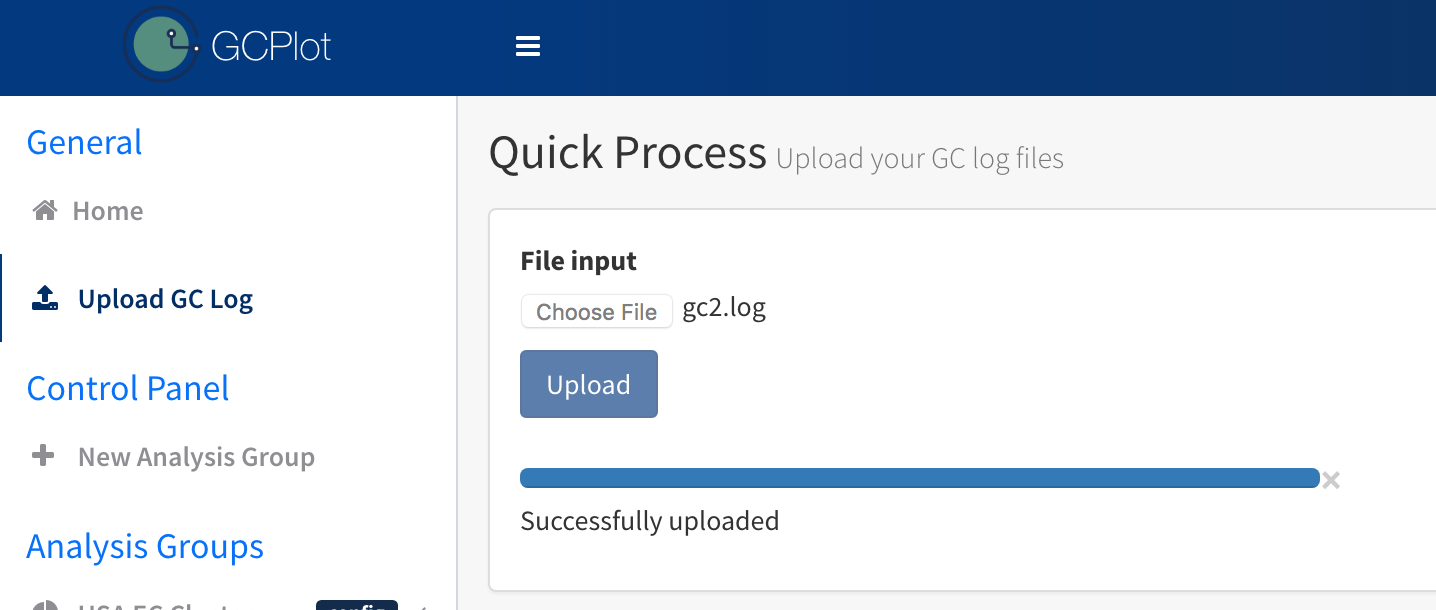 GCPlot
General
Home
Upload GC Log
Control Panel
New Analysis Group
Analysis Groups
config
Quick Process Upload your GC log files
File input
Choose File gc2.log
Upload
Successfully uploaded